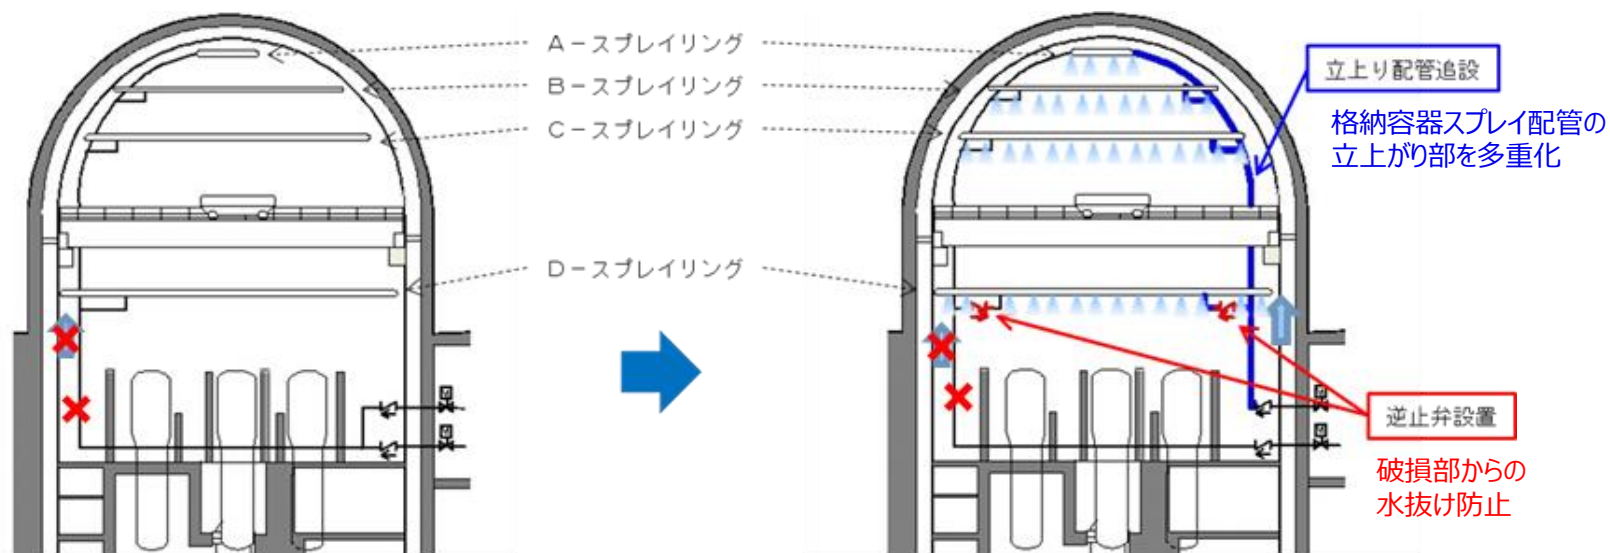 A-スプレイリング
B-スプレイリング
C-スプレイリング
D-スプレイリング
立上り配管追設
格納容器スプレイ配管の
立上がり部を多重化
逆止弁設置
破損部からの
水抜け防止